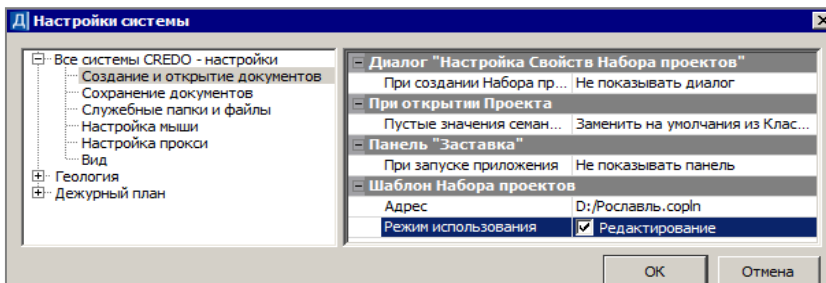 Настройки системы
Все системы CREDO - настройки
Создание и открытие документов
Сохранение документов
Служебные папки и файлы
Настройка мыши
Настройка прокси
Вид
Геология
Дежурный план
Диалог "Настройка Свойств Набора проектов"
При создании Набора пр... Не показывать диалог
При открытии Проекта
Пустые значения семан... Заменить на умолчания из Клас...
Панель "Заставка"
При запуске приложения Не показывать панель
Шаблон Набора проектов
Адрес D:/Рославль.copln
Режим использования Редактирование
ОК Отмена